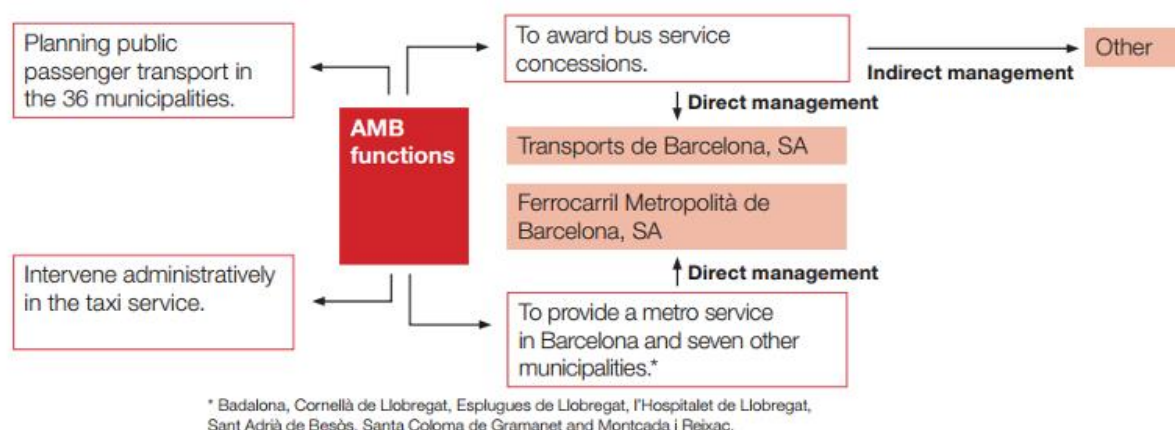 Planning public
passenger transport in
the 36 municipalities.
To award bus service
concessions.
Other
Indirect management
Direct management
AMB
functions
Transports de Barcelona, SA
Ferrocarril Metropolità de
Barcelona, SA
Direct management
Intervene administratively
in the taxi service.
To provide a metro service
in Barcelona and seven other
municipalities.*
* Badalona, Cornellà de Llobregat, Esplugues de Llobregat, l'Hospitalet de Llobregat,
Sant Adrià de Besòs, Santa Coloma de Gramanet and Montcada i Reixac.